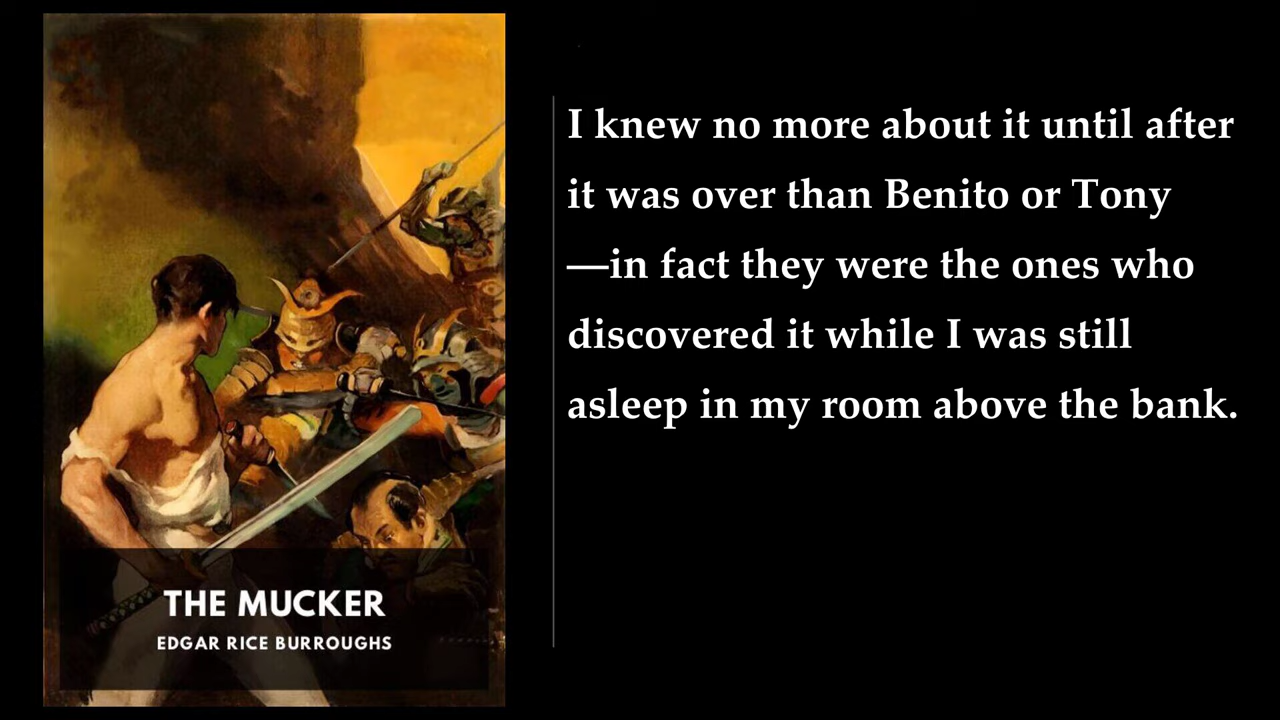 I knew no more about it until after
it was over than Benito or Tony
—in fact they were the ones who
discovered it while I was still
asleep in my room above the bank.
THE MUCKER
EDGAR RICE BURROUGHS